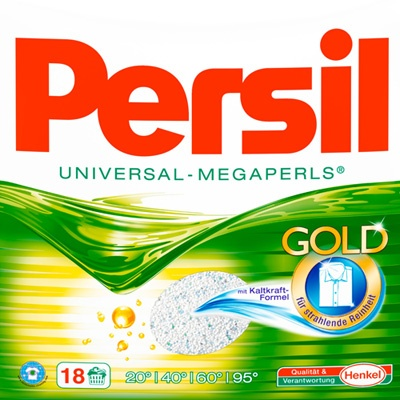 Persil
UNIVERSAL-MEGAPERLS®
GOLD
mit Kaltkraft-
Formel
für strahlende Reinheit
18
20° | 40° | 60° | 95°
Qualität &
Verantwortung
Henkel